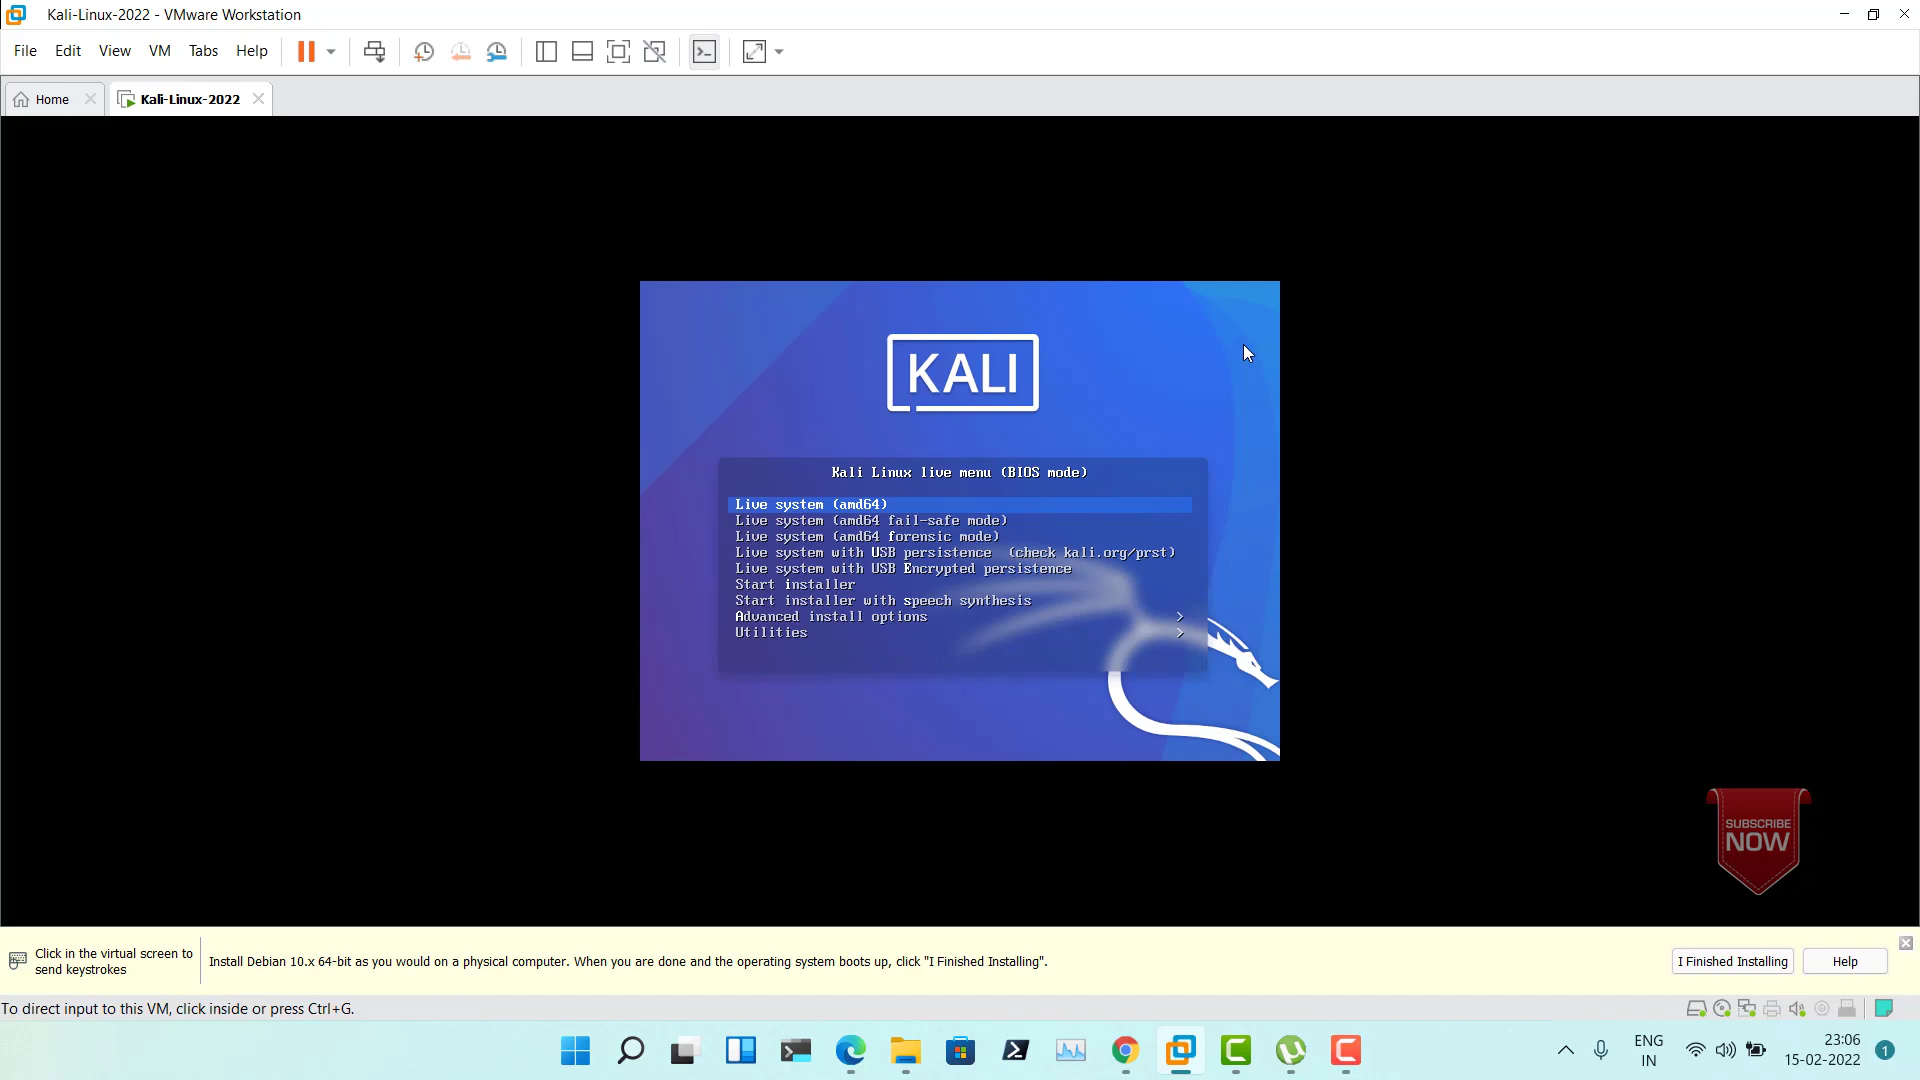 Kali-Linux-2022 - VMware Workstation
File Edit View VM Tabs Help
Home
Kali-Linux-2022
KALI
Kali Linux live menu (BIOS mode)
Live system (amd64)
Live system (amd64 fail-safe mode)
Live system (amd64 forensic mode)
Live system with USB persistence (check kali.org/prst)
Live system with USB Encrypted persistence
Start installer
Start installer with speech synthesis
Advanced install options >
Utilities >
SUBSCRIBE
NOW
Click in the virtual screen to
send keystrokes
Install Debian 10.x 64-bit as you would on a physical computer. When you are done and the operating system boots up, click "I Finished Installing".
I Finished Installing
Help
To direct input to this VM, click inside or press Ctrl+G.
ENG
IN
23:06
15-02-2022
1